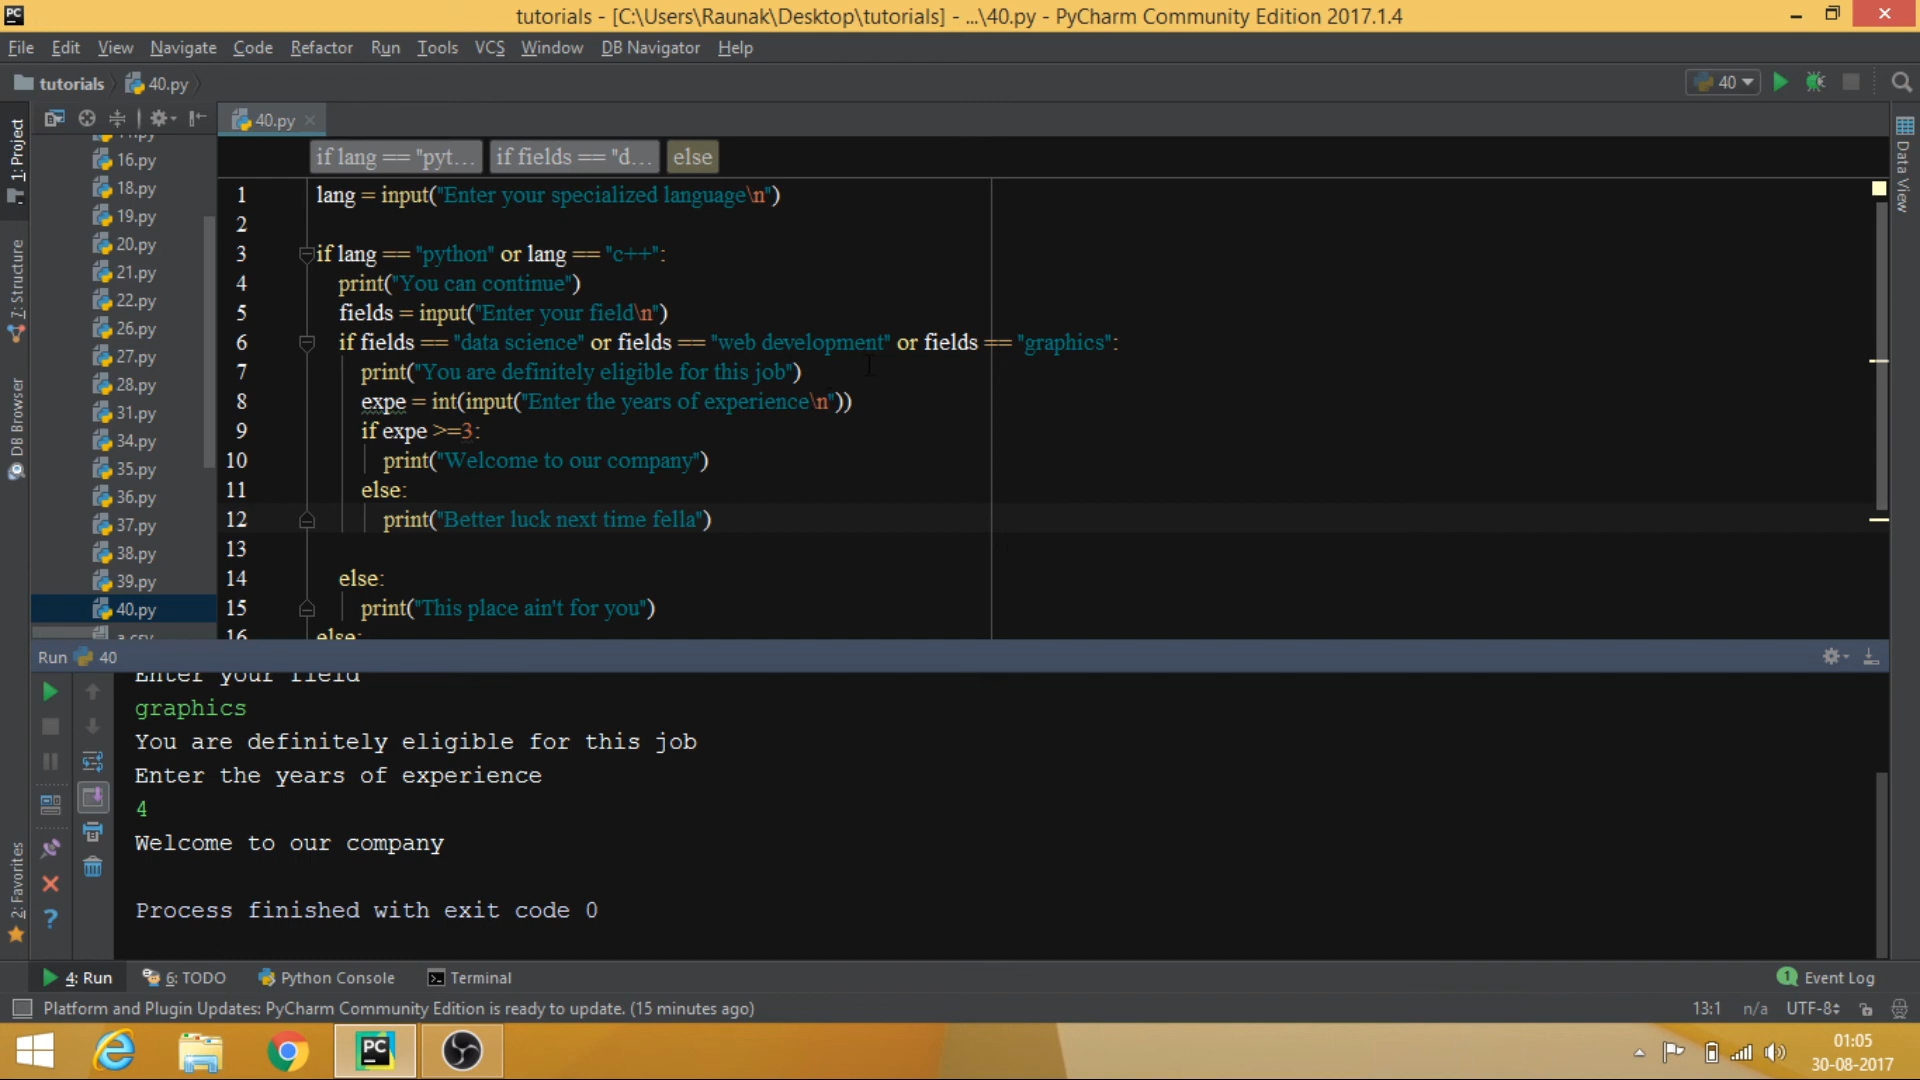 PC tutorials - [C:\Users\Raunak\Desktop\tutorials] - ...\40.py - PyCharm Community Edition 2017.1.4
File Edit View Navigate Code Refactor Run Tools VCS Window DB Navigator Help
tutorials 40.py 40
40.py
if lang == "pyt... if fields == "d... else
1: Project
7: Structure
DB Browser
2: Favorites
Data View
16.py
18.py
19.py
20.py
21.py
22.py
26.py
27.py
28.py
31.py
34.py
35.py
36.py
37.py
38.py
39.py
40.py
a.csv
1 lang = input("Enter your specialized language\n")
2
3 if lang == "python" or lang == "c++":
4 print("You can continue")
5 fields = input("Enter your field\n")
6 if fields == "data science" or fields == "web development" or fields == "graphics":
7 print("You are definitely eligible for this job")
8 expe = int(input("Enter the years of experience\n"))
9 if expe >=3:
10 print("Welcome to our company")
11 else:
12 print("Better luck next time fella")
13
14 else:
15 print("This place ain't for you")
16 else:
Run 40
Enter your field
graphics
You are definitely eligible for this job
Enter the years of experience
4
Welcome to our company
Process finished with exit code 0
4: Run 6: TODO Python Console Terminal 1 Event Log
Platform and Plugin Updates: PyCharm Community Edition is ready to update. (15 minutes ago) 13:1 n/a UTF-8
PC
01:05
30-08-2017